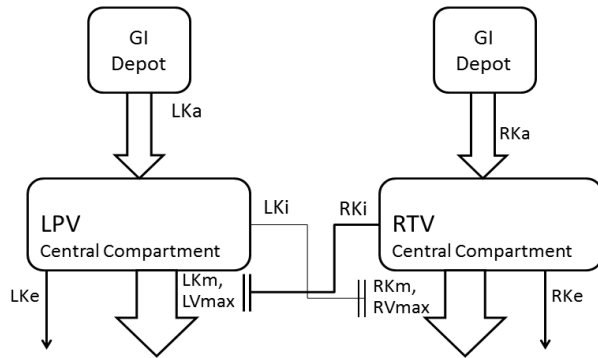 GI
Depot
GI
Depot
LKa
RKa
LPV
Central Compartment
LKi
RKi
RTV
Central Compartment
LKe
LKm,
LVmax
RKm,
RVmax
RKe